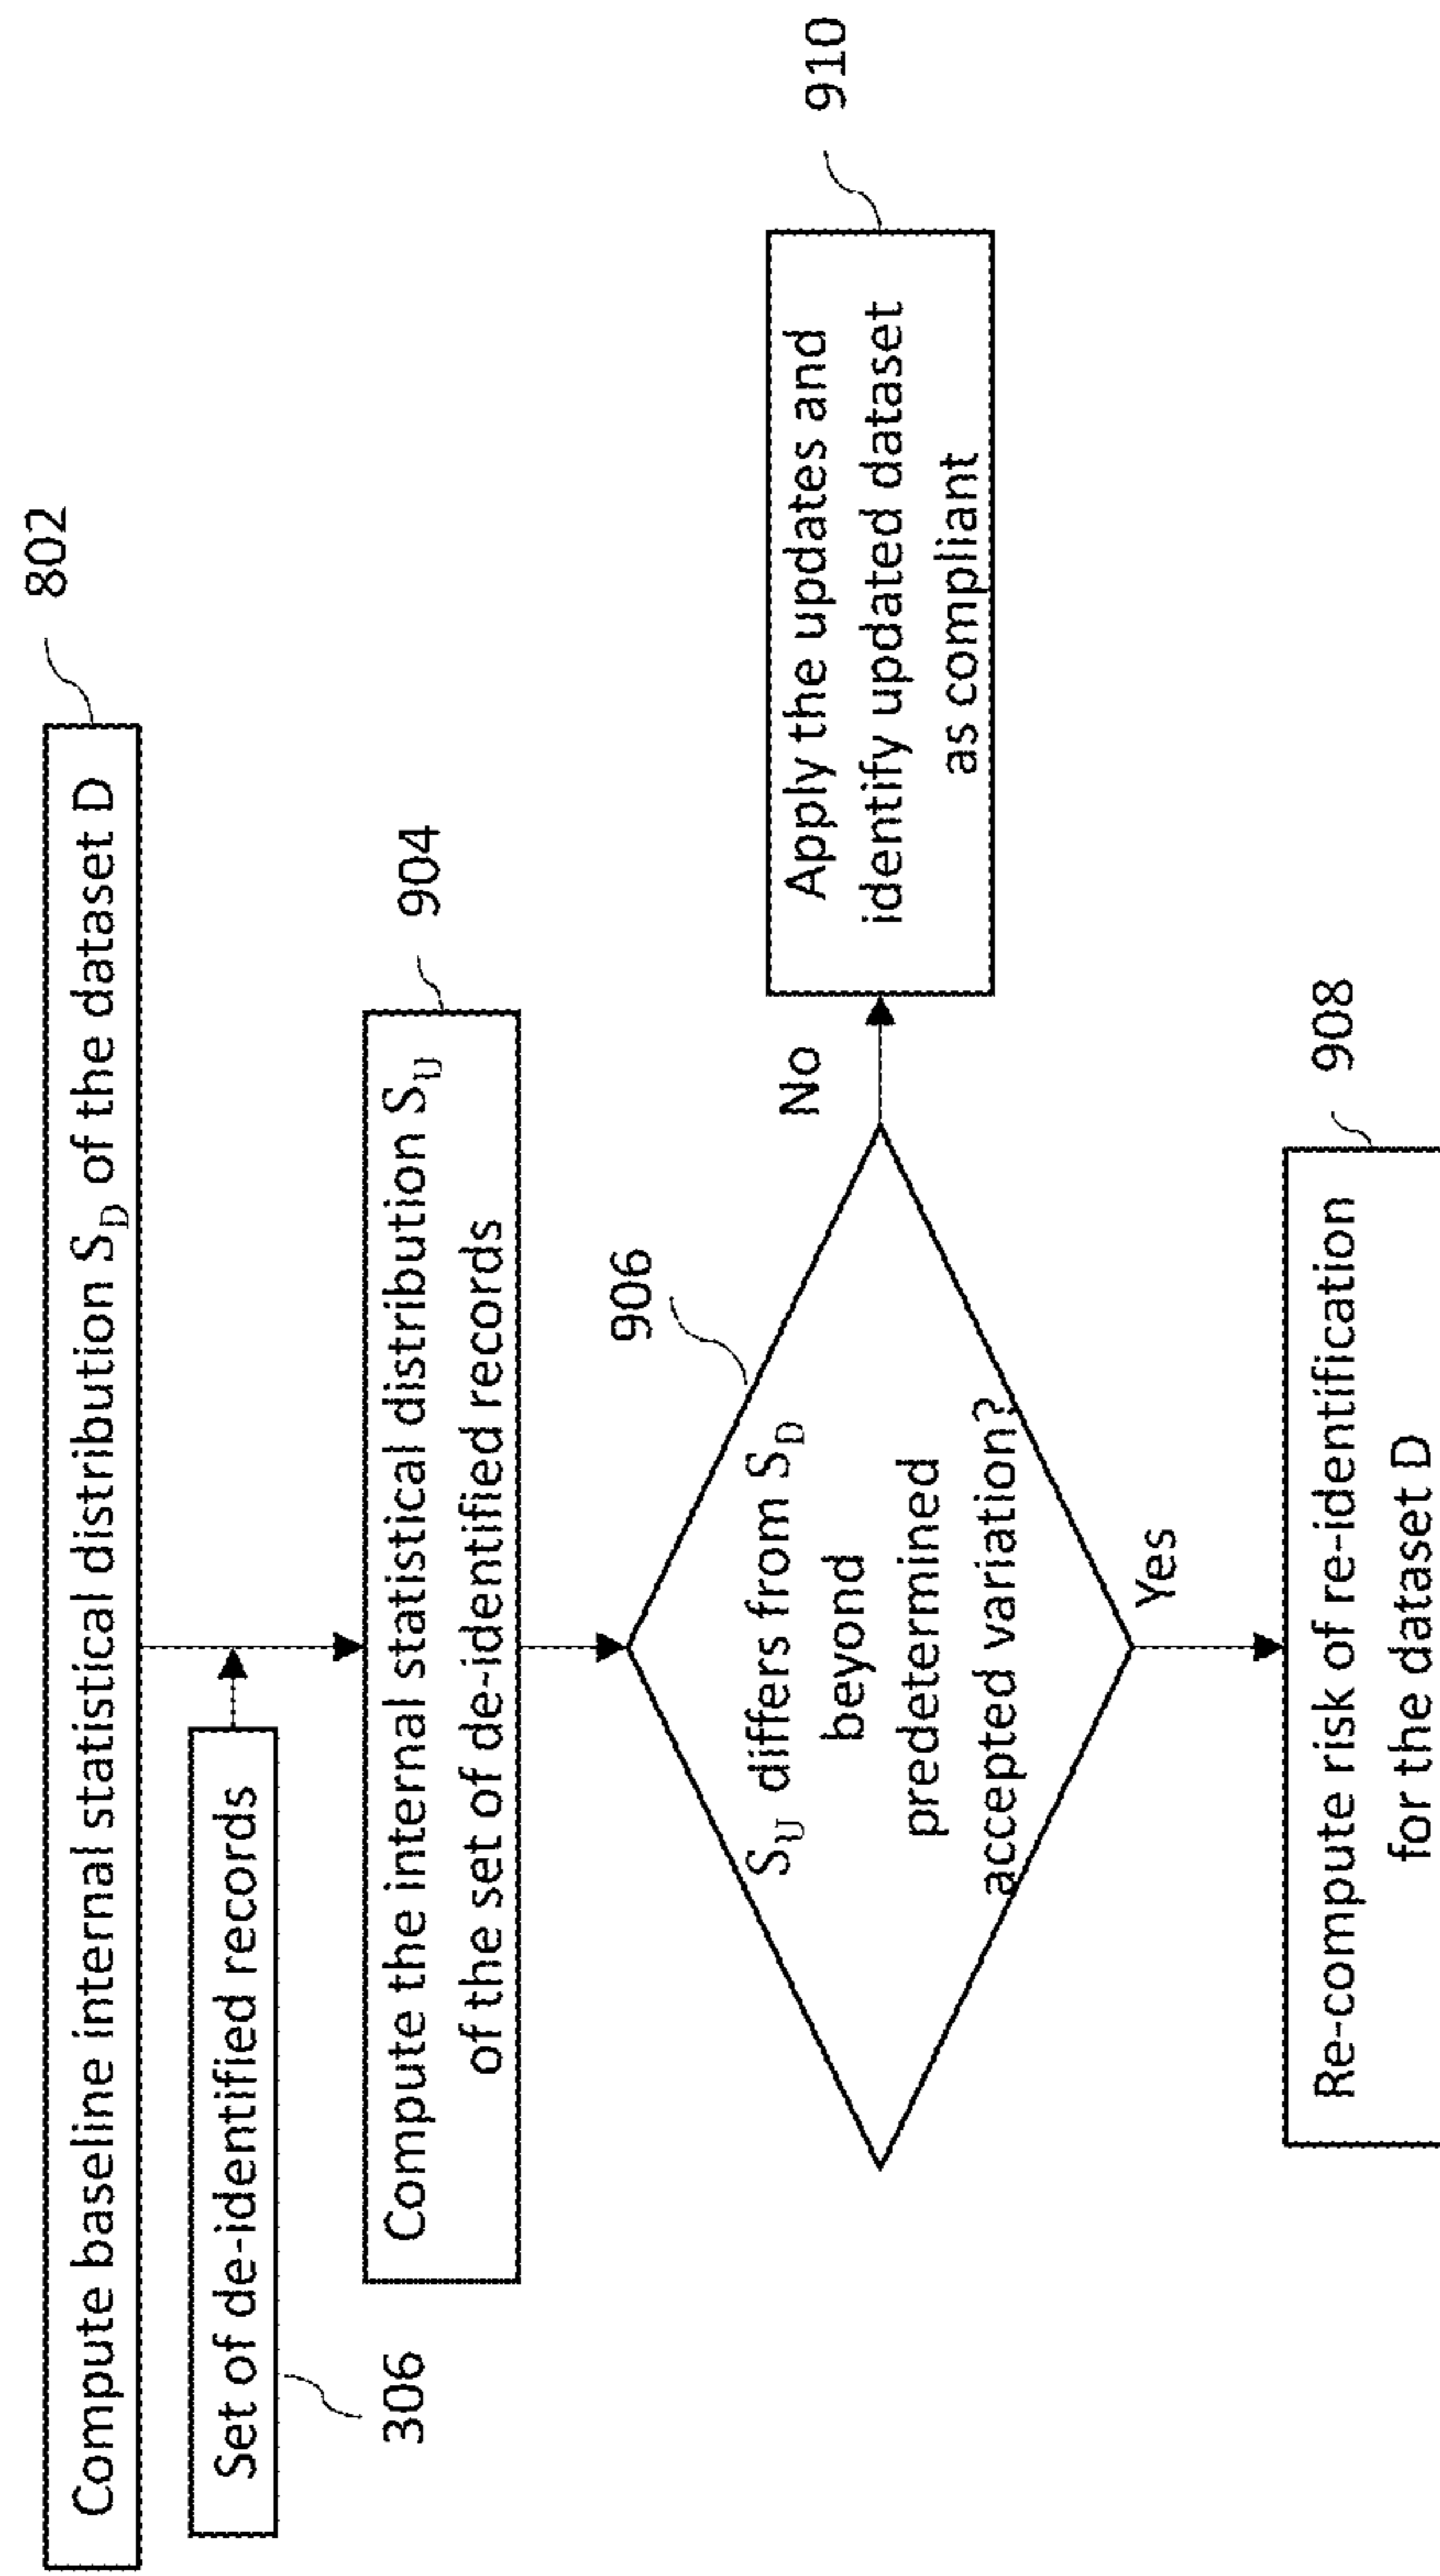 Compute baseline internal statistical distribution S_D of the dataset D
802
Set of de-identified records
306
Compute the internal statistical distribution S_U
of the set of de-identified records
904
S_U differs from S_D
beyond
predetermined
accepted variation?
906
No
Apply the updates and
identify updated dataset
as compliant
910
Yes
Re-compute risk of re-identification
for the dataset D
908